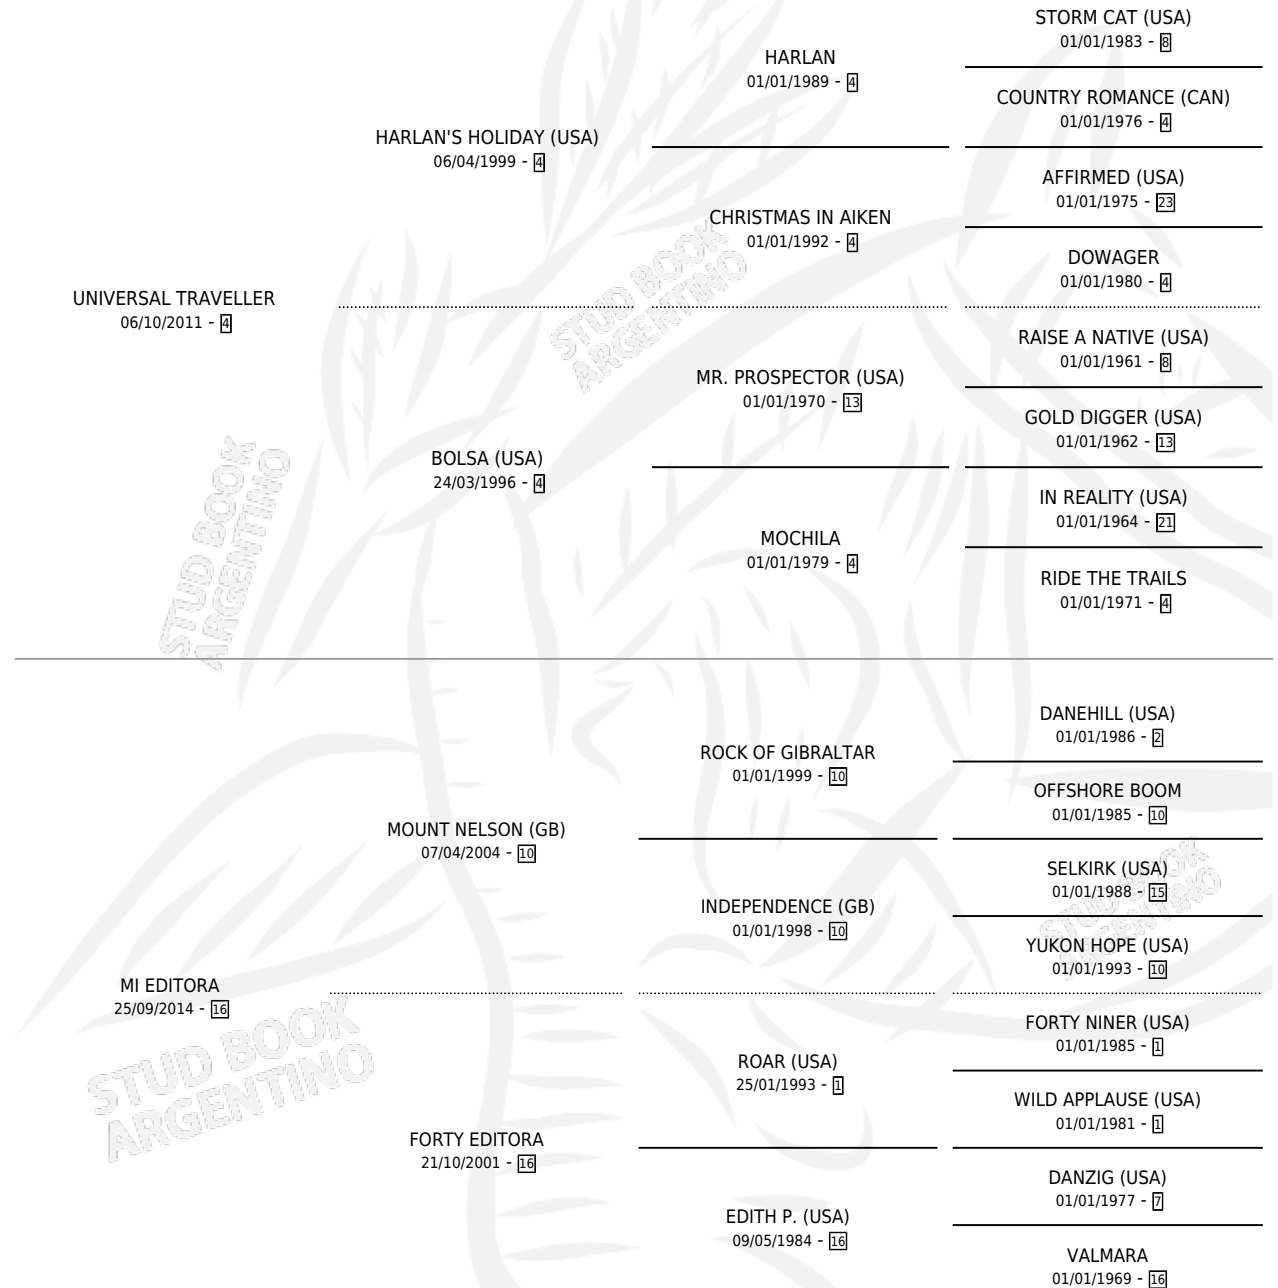 STORM CAT (USA)
01/01/1983 - 8
HARLAN
01/01/1989 - 4
COUNTRY ROMANCE (CAN)
01/01/1976 - 4
HARLAN'S HOLIDAY (USA)
06/04/1999 - 4
AFFIRMED (USA)
01/01/1975 - 23
CHRISTMAS IN AIKEN
01/01/1992 - 4
DOWAGER
01/01/1980 - 4
UNIVERSAL TRAVELLER
06/10/2011 - 4
STUD BOOK
ARGENTINO
RAISE A NATIVE (USA)
01/01/1961 - 8
MR. PROSPECTOR (USA)
01/01/1970 - 13
GOLD DIGGER (USA)
01/01/1962 - 13
BOLSA (USA)
24/03/1996 - 4
IN REALITY (USA)
01/01/1964 - 21
MOCHILA
01/01/1979 - 4
RIDE THE TRAILS
01/01/1971 - 4
STUD BOOK
ARGENTINO
DANEHILL (USA)
01/01/1986 - 2
ROCK OF GIBRALTAR
01/01/1999 - 10
OFFSHORE BOOM
01/01/1985 - 10
MOUNT NELSON (GB)
07/04/2004 - 10
SELKIRK (USA)
01/01/1988 - 15
INDEPENDENCE (GB)
01/01/1998 - 10
YUKON HOPE (USA)
01/01/1993 - 10
STUD BOOK
ARGENTINO
MI EDITORA
25/09/2014 - 16
FORTY NINER (USA)
01/01/1985 - 1
ROAR (USA)
25/01/1993 - 1
WILD APPLAUSE (USA)
01/01/1981 - 1
STUD BOOK
ARGENTINO
FORTY EDITORA
21/10/2001 - 16
DANZIG (USA)
01/01/1977 - 7
EDITH P. (USA)
09/05/1984 - 16
VALMARA
01/01/1969 - 16